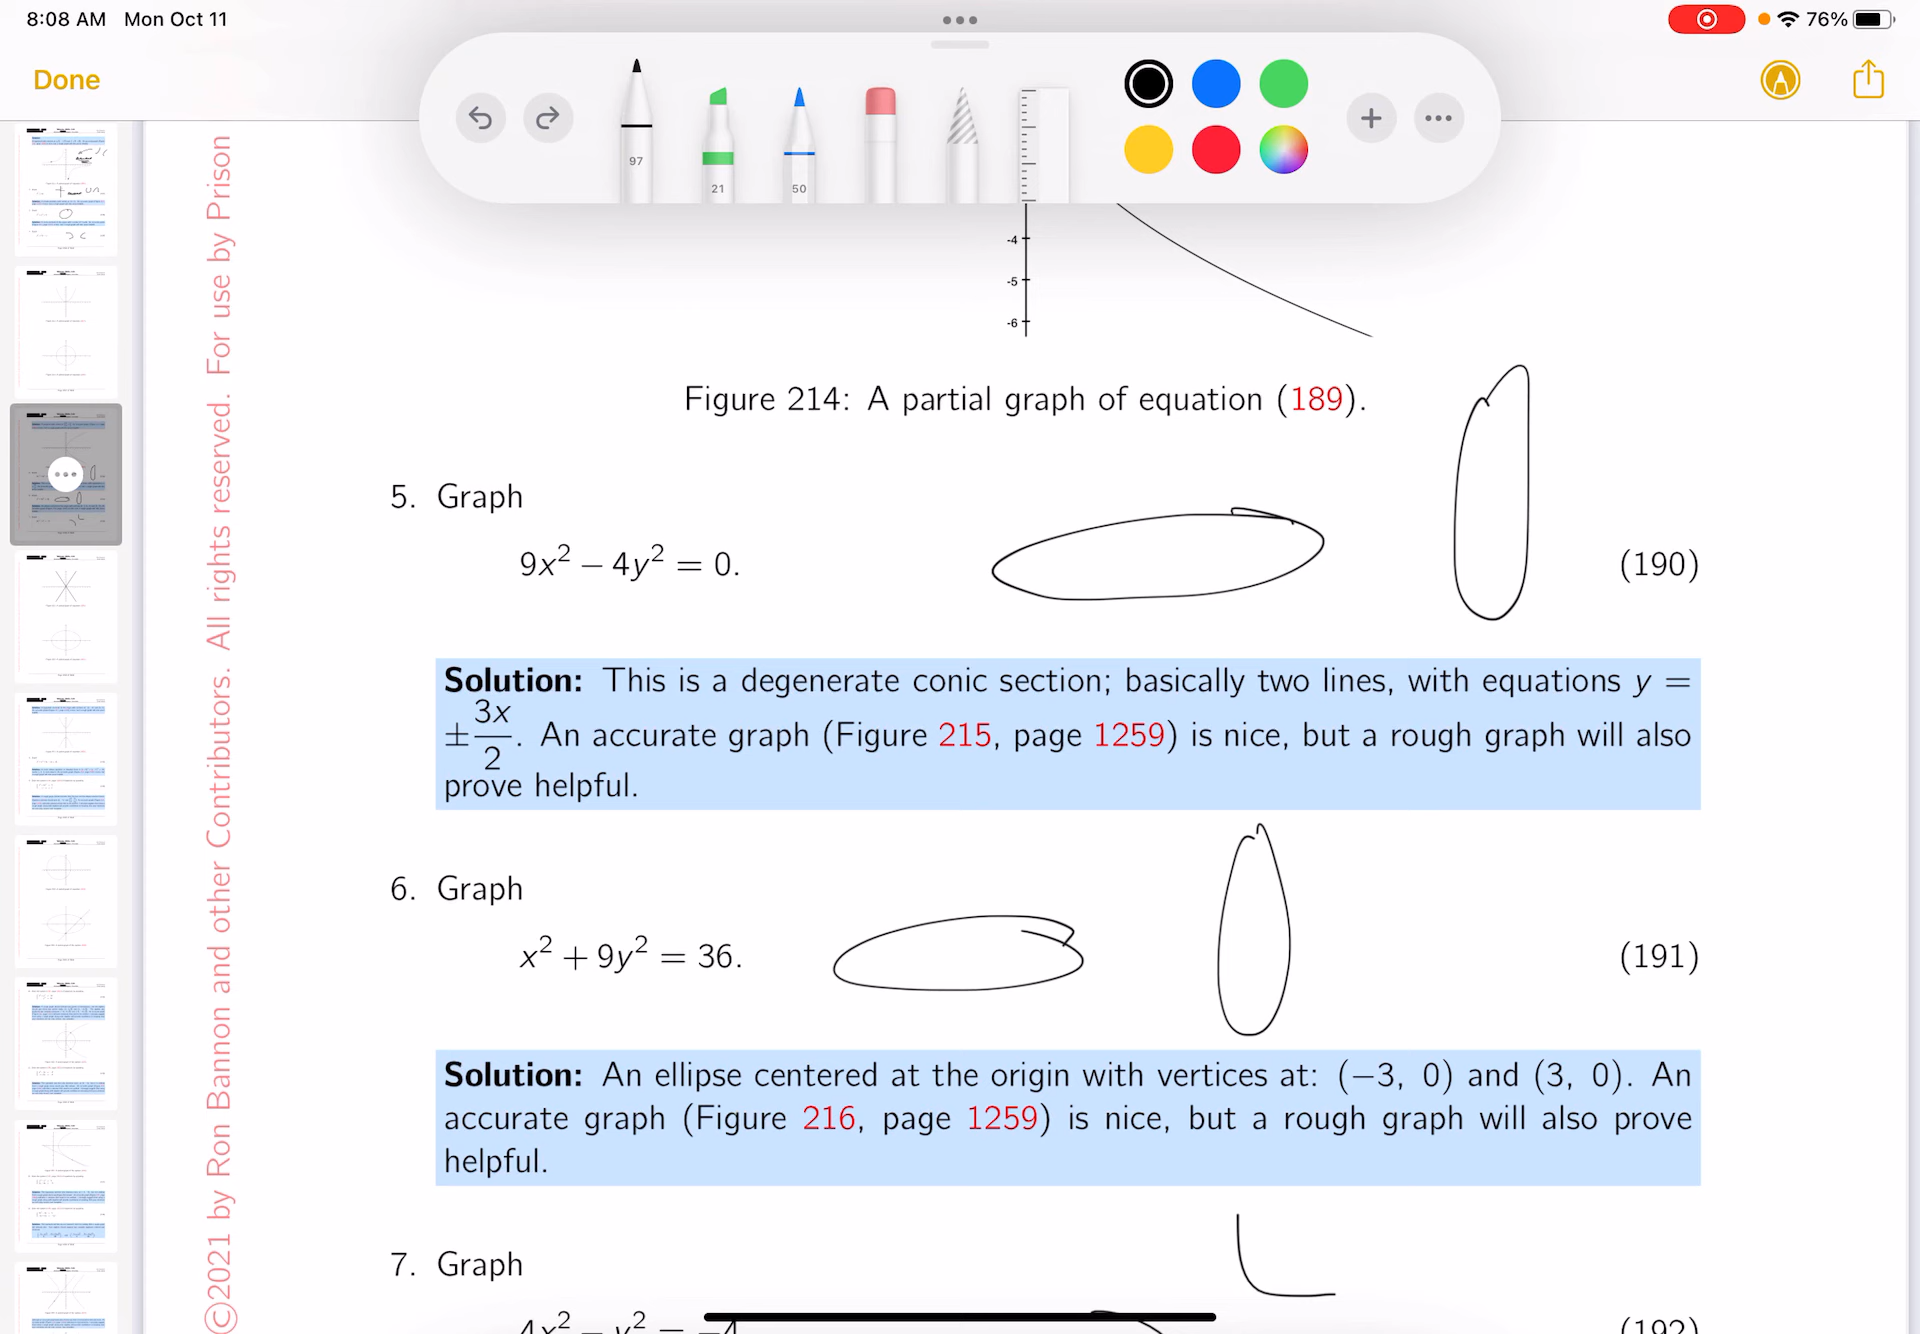 8:08 AM Mon Oct 11
76%
Done
97
21
50
-4
-5
-6
©2021 by Ron Bannon and other Contributors. All rights reserved. For use by Prison
Figure 214: A partial graph of equation (189).
5. Graph
9x² − 4y² = 0. (190)
Solution: This is a degenerate conic section; basically two lines, with equations y =
±3x/2. An accurate graph (Figure 215, page 1259) is nice, but a rough graph will also
prove helpful.
6. Graph
x² + 9y² = 36. (191)
Solution: An ellipse centered at the origin with vertices at: (−3, 0) and (3, 0). An
accurate graph (Figure 216, page 1259) is nice, but a rough graph will also prove
helpful.
7. Graph
4x² − y² = −4 (192)